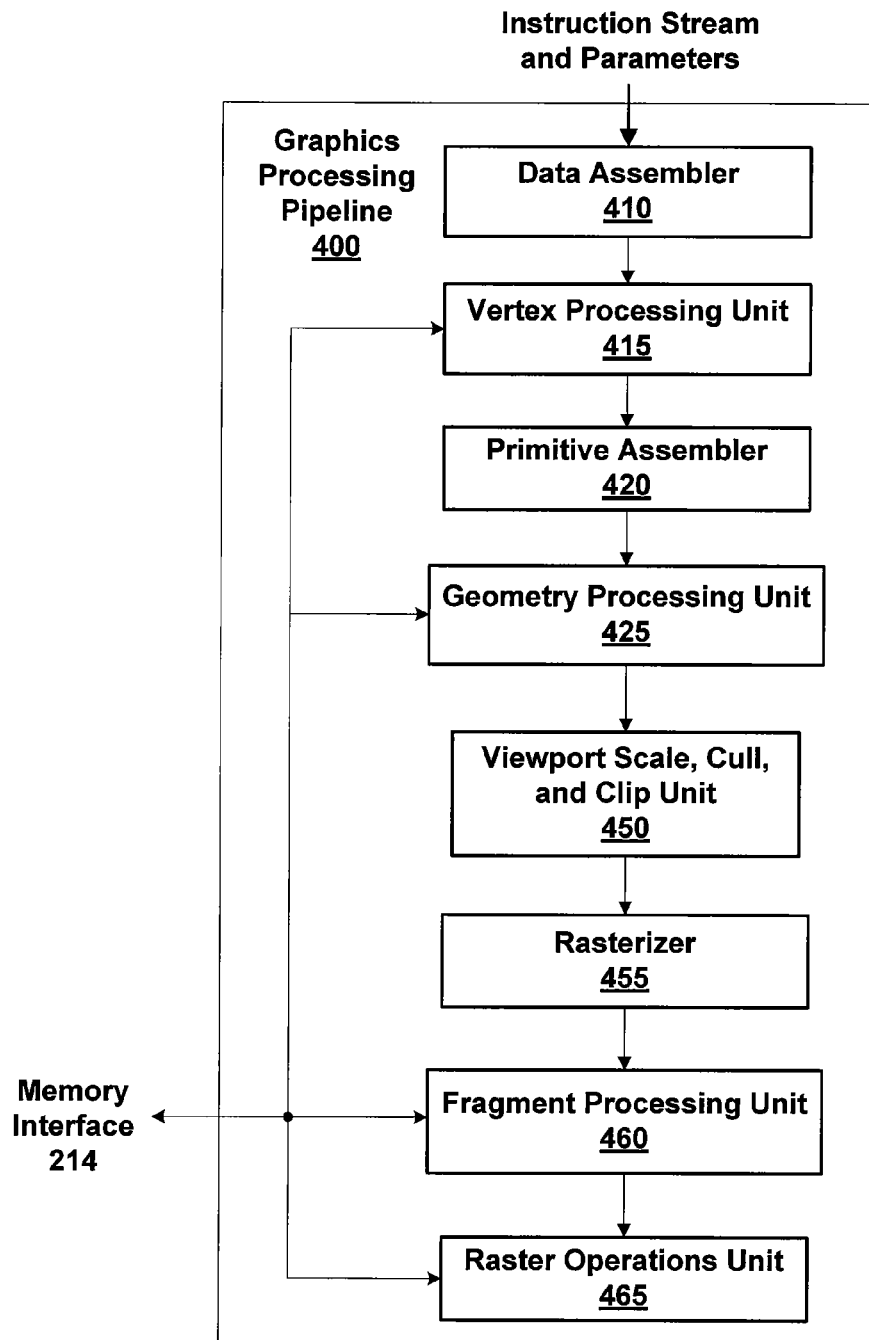 Instruction Stream
and Parameters
Graphics
Processing
Pipeline
400
Data Assembler
410
Vertex Processing Unit
415
Primitive Assembler
420
Geometry Processing Unit
425
Viewport Scale, Cull,
and Clip Unit
450
Rasterizer
455
Memory
Interface
214
Fragment Processing Unit
460
Raster Operations Unit
465